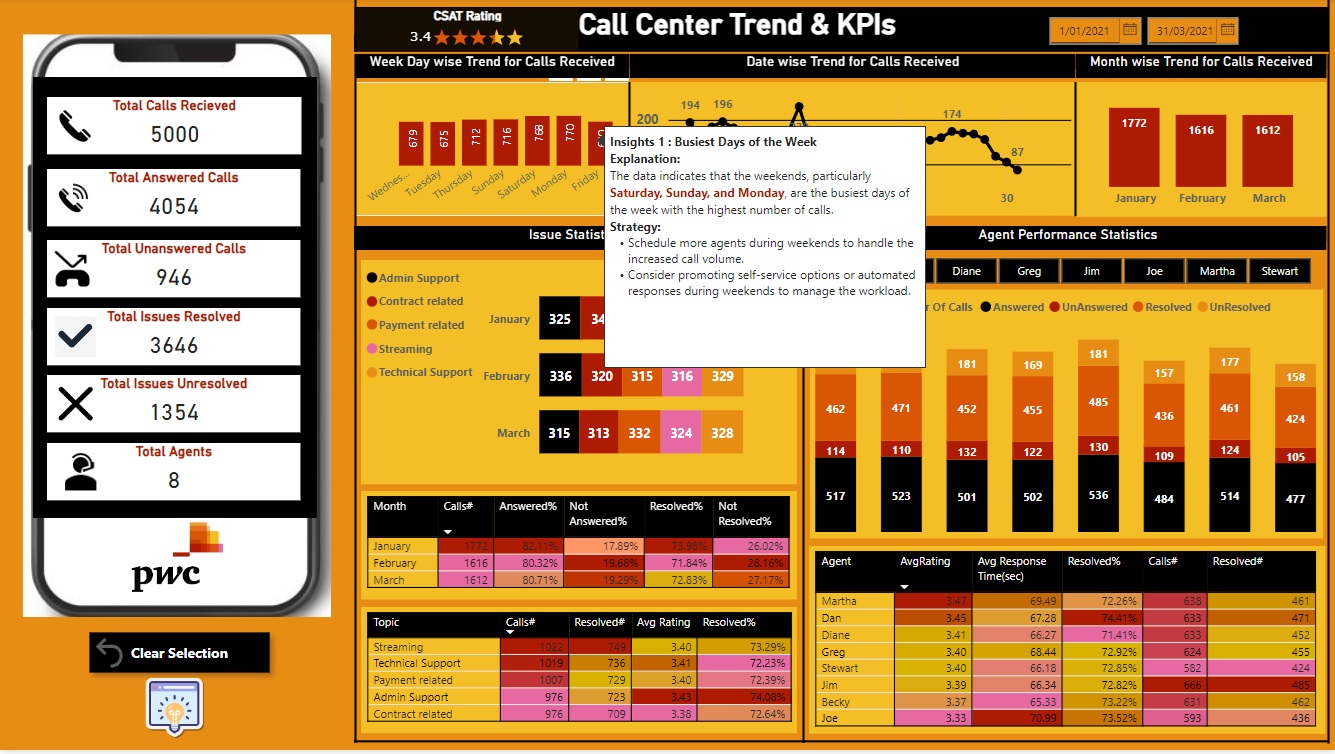 CSAT Rating
3.4
Call Center Trend & KPIs
1/01/2021
31/03/2021
Total Calls Recieved
5000
Total Answered Calls
4054
Total Unanswered Calls
946
Total Issues Resolved
3646
Total Issues Unresolved
1354
Total Agents
8
pwc
Clear Selection
Week Day wise Trend for Calls Received
679 675 712 716 768 770
Wednes... Tuesday Thursday Sunday Saturday Monday Friday
Date wise Trend for Calls Received
200
194 196 174 87 30
Month wise Trend for Calls Received
1772 1616 1612
January February March
Insights 1 : Busiest Days of the Week
Explanation:
The data indicates that the weekends, particularly
Saturday, Sunday, and Monday, are the busiest days of
the week with the highest number of calls.
Strategy:
• Schedule more agents during weekends to handle the
increased call volume.
• Consider promoting self-service options or automated
responses during weekends to manage the workload.
Issue Statist
Admin Support
Contract related
Payment related
Streaming
Technical Support
January 325 34
February 336 320 315 316 329
March 315 313 332 324 328
Month Calls# Answered% Not Answered% Resolved% Not Resolved%
January 1772 82.11% 17.89% 73.98% 26.02%
February 1616 80.32% 19.68% 71.84% 28.16%
March 1612 80.71% 19.29% 72.83% 27.17%
Topic Calls# Resolved# Avg Rating Resolved%
Streaming 1022 749 3.40 73.29%
Technical Support 1019 736 3.41 72.23%
Payment related 1007 729 3.40 72.39%
Admin Support 976 723 3.43 74.08%
Contract related 976 709 3.38 72.64%
Agent Performance Statistics
Diane Greg Jim Joe Martha Stewart
r Of Calls Answered UnAnswered Resolved UnResolved
181 169 181 157 177 158
462 471 452 455 485 436 461 424
114 110 132 122 130 109 124 105
517 523 501 502 536 484 514 477
Agent AvgRating Avg Response Time(sec) Resolved% Calls# Resolved#
Martha 3.47 69.49 72.26% 638 461
Dan 3.45 67.28 74.41% 633 471
Diane 3.41 66.27 71.41% 633 452
Greg 3.40 68.44 72.92% 624 455
Stewart 3.40 66.18 72.85% 582 424
Jim 3.39 66.34 72.82% 666 485
Becky 3.37 65.33 73.22% 631 462
Joe 3.33 70.99 73.52% 593 436